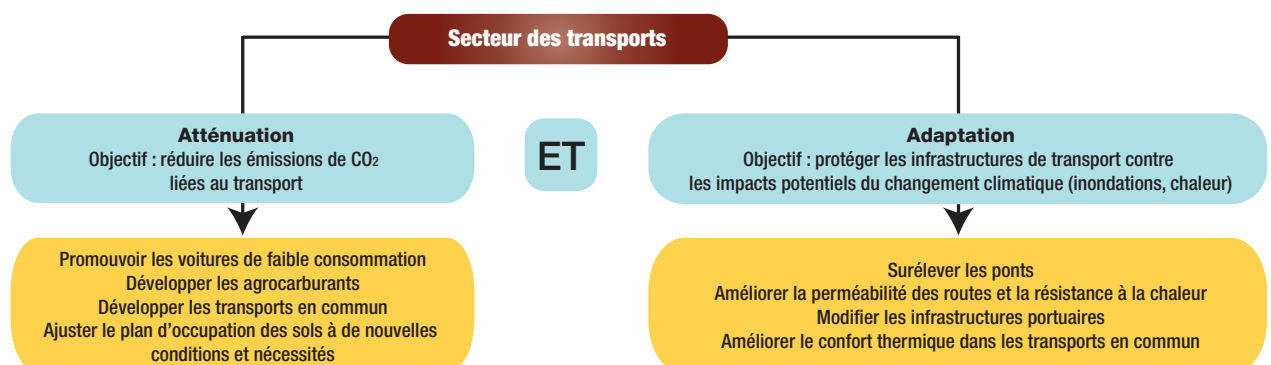 Secteur des transports
Atténuation
Objectif : réduire les émissions de CO₂
liées au transport
ET
Adaptation
Objectif : protéger les infrastructures de transport contre
les impacts potentiels du changement climatique (inondations, chaleur)
Promouvoir les voitures de faible consommation
Développer les agrocarburants
Développer les transports en commun
Ajuster le plan d'occupation des sols à de nouvelles
conditions et nécessités
Surélever les ponts
Améliorer la perméabilité des routes et la résistance à la chaleur
Modifier les infrastructures portuaires
Améliorer le confort thermique dans les transports en commun